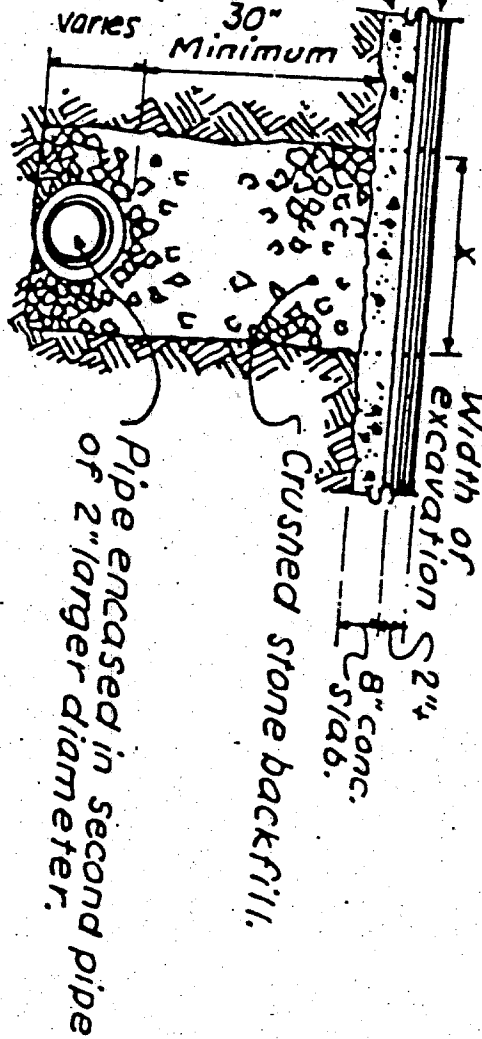 varies
30"
Minimum
X
Width of
excavation
2"±
8" conc.
slab.
Crushed stone backfill.
Pipe encased in second pipe
of 2" larger diameter.